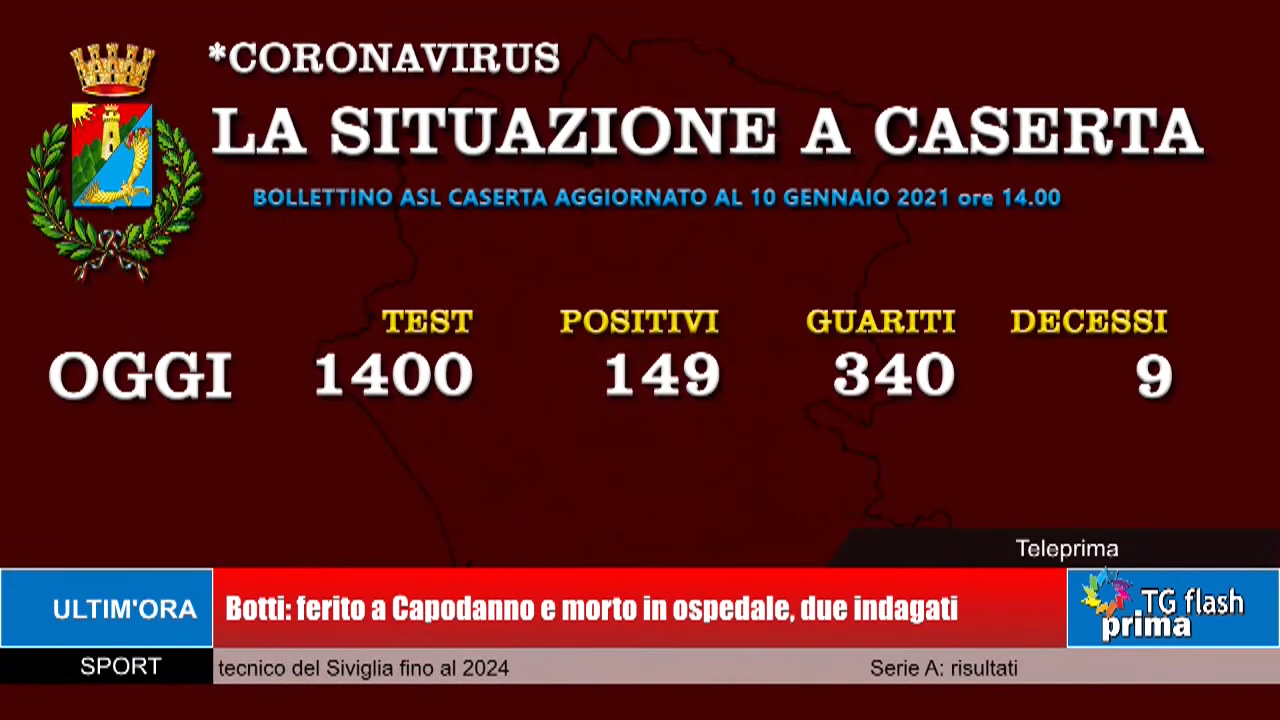 *CORONAVIRUS
LA SITUAZIONE A CASERTA
BOLLETTINO ASL CASERTA AGGIORNATO AL 10 GENNAIO 2021 ore 14.00
TEST POSITIVI GUARITI DECESSI
OGGI 1400 149 340 9
Teleprima
ULTIM'ORA Botti: ferito a Capodanno e morto in ospedale, due indagati
TG flash
prima
SPORT tecnico del Siviglia fino al 2024 Serie A: risultati